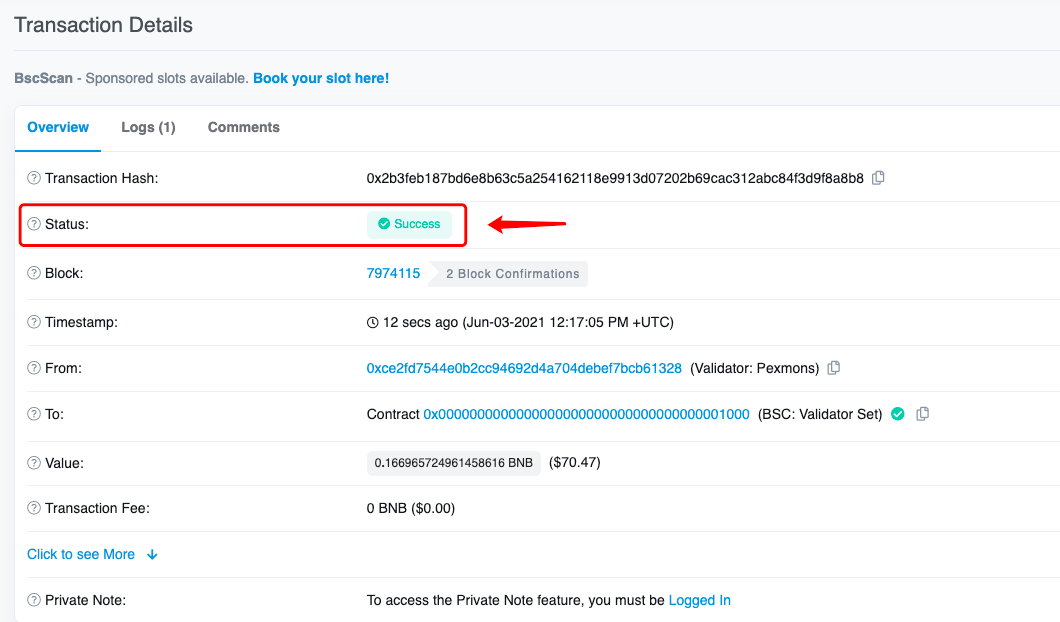 Transaction Details
BscScan - Sponsored slots available. Book your slot here!
Overview Logs (1) Comments
Transaction Hash: 0x2b3feb187bd6e8b63c5a254162118e9913d07202b69cac312abc84f3d9f8a8b8
Status: Success
Block: 7974115 2 Block Confirmations
Timestamp: 12 secs ago (Jun-03-2021 12:17:05 PM +UTC)
From: 0xce2fd7544e0b2cc94692d4a704debef7bcb61328 (Validator: Pexmons)
To: Contract 0x0000000000000000000000000000000000001000 (BSC: Validator Set)
Value: 0.166965724961458616 BNB ($70.47)
Transaction Fee: 0 BNB ($0.00)
Click to see More
Private Note: To access the Private Note feature, you must be Logged In